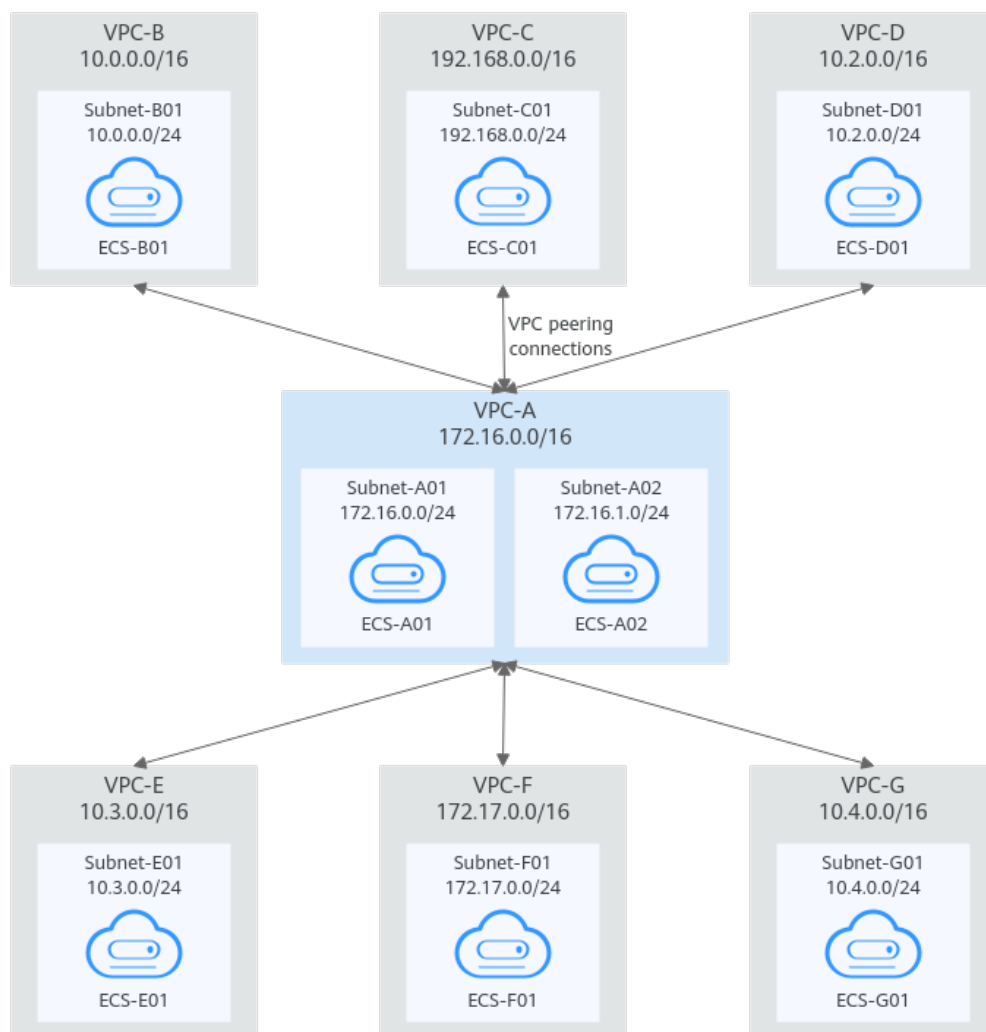 VPC-B
10.0.0.0/16
Subnet-B01
10.0.0.0/24
ECS-B01
VPC-C
192.168.0.0/16
Subnet-C01
192.168.0.0/24
ECS-C01
VPC-D
10.2.0.0/16
Subnet-D01
10.2.0.0/24
ECS-D01
VPC peering
connections
VPC-A
172.16.0.0/16
Subnet-A01
172.16.0.0/24
ECS-A01
Subnet-A02
172.16.1.0/24
ECS-A02
VPC-E
10.3.0.0/16
Subnet-E01
10.3.0.0/24
ECS-E01
VPC-F
172.17.0.0/16
Subnet-F01
172.17.0.0/24
ECS-F01
VPC-G
10.4.0.0/16
Subnet-G01
10.4.0.0/24
ECS-G01